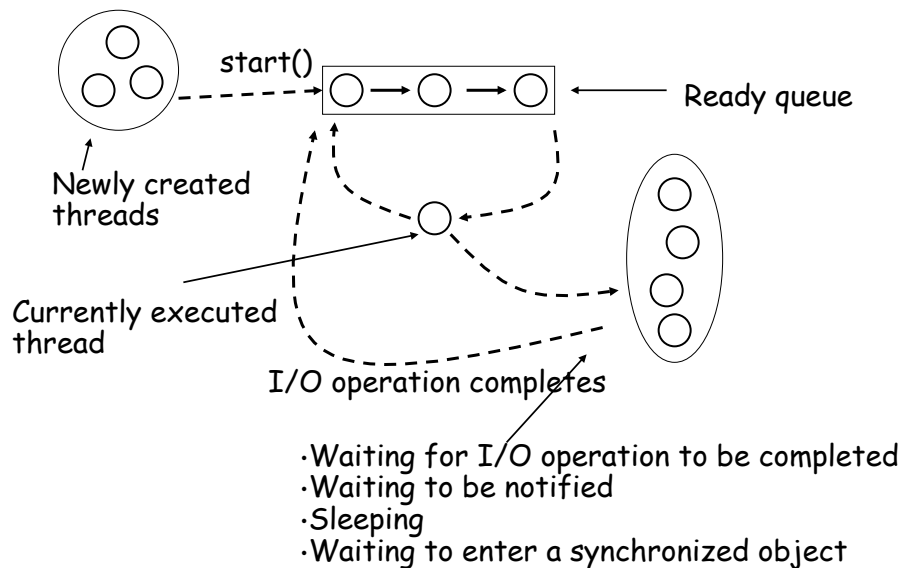 start()
Ready queue
Newly created
threads
Currently executed
thread
I/O operation completes
·Waiting for I/O operation to be completed
·Waiting to be notified
·Sleeping
·Waiting to enter a synchronized object